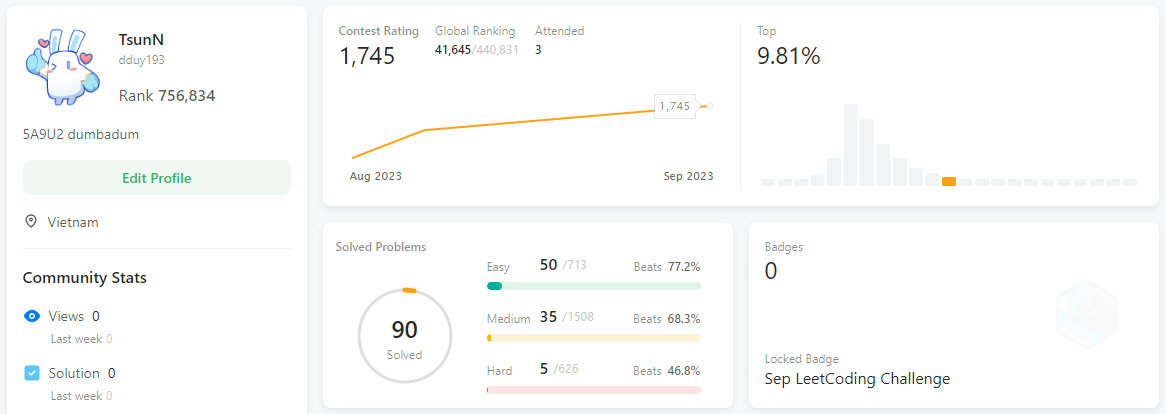 TsunN
dduy193
Rank 756,834
5A9U2 dumbadum
Edit Profile
Vietnam
Community Stats
Views 0
Last week 0
Solution 0
Last week 0
Contest Rating
1,745
Global Ranking
41,645/440,831
Attended
3
1,745
Aug 2023
Sep 2023
Top
9.81%
Solved Problems
90
Solved
Easy 50 /713 Beats 77.2%
Medium 35 /1508 Beats 68.3%
Hard 5 /626 Beats 46.8%
Badges
0
Locked Badge
Sep LeetCoding Challenge